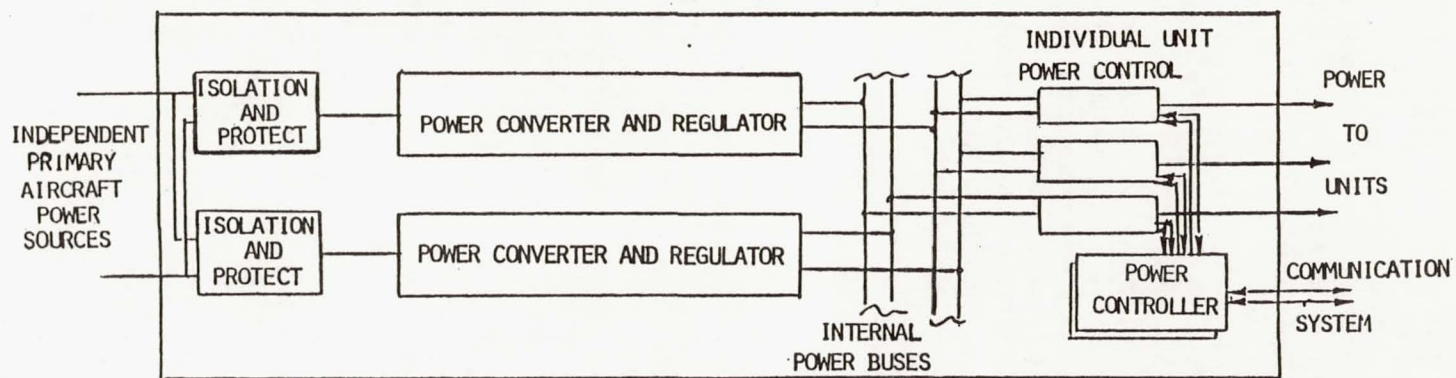 INDEPENDENT
PRIMARY
AIRCRAFT
POWER
SOURCES
ISOLATION
AND
PROTECT
POWER CONVERTER AND REGULATOR
ISOLATION
AND
PROTECT
POWER CONVERTER AND REGULATOR
INTERNAL
POWER BUSES
INDIVIDUAL UNIT
POWER CONTROL
POWER
TO
UNITS
POWER
CONTROLLER
COMMUNICATION
SYSTEM